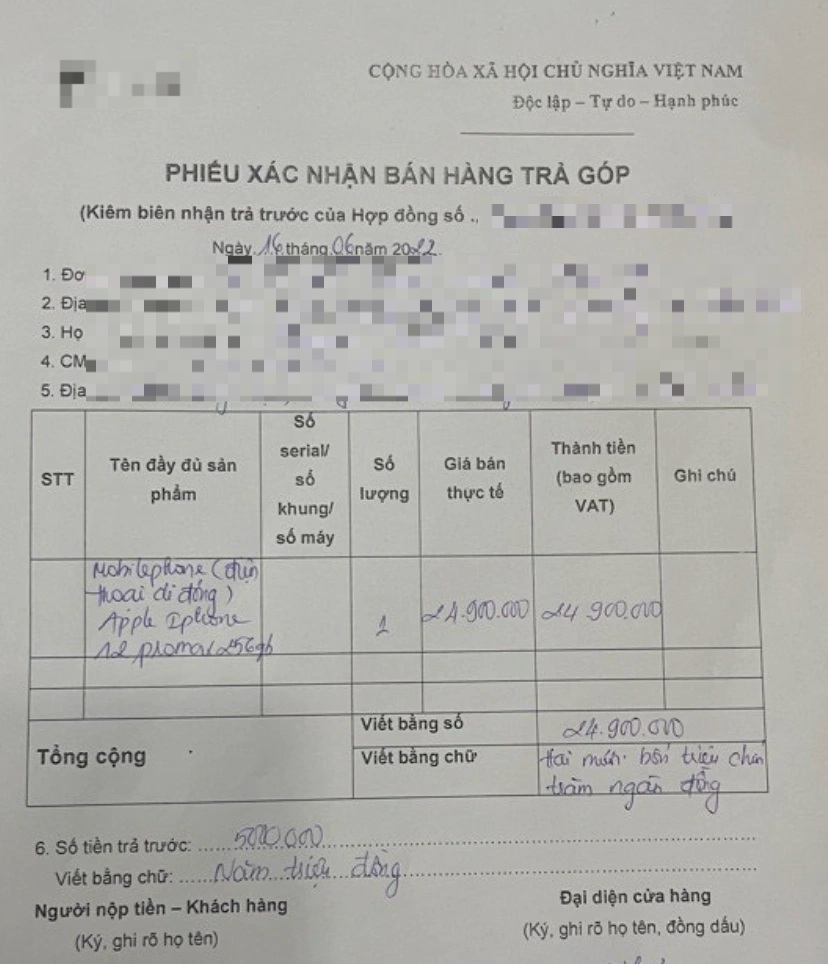 CỘNG HÒA XÃ HỘI CHỦ NGHĨA VIỆT NAM
Độc lập – Tự do – Hạnh phúc
PHIẾU XÁC NHẬN BÁN HÀNG TRẢ GÓP
(Kiêm biên nhận trả trước của Hợp đồng số .,
Ngày 16 tháng 06 năm 2022.
1. Đơ
2. Địa
3. Họ
4. CM
5. Địa
STT
Tên đầy đủ sản
phẩm
Số
serial/
số
khung/
số máy
Số
lượng
Giá bán
thực tế
Thành tiền
(bao gồm
VAT)
Ghi chú
Mobilephone (điện
thoại di động)
Apple Iphone
12 promax 256gb
1
24.900.000
24 900.000
Tổng cộng
Viết bằng số
24.900.000
Viết bằng chữ
Hai mươi bốn triệu chín
trăm ngàn đồng
6. Số tiền trả trước: 5000.000
Viết bằng chữ: Năm triệu đồng
Người nộp tiền – Khách hàng
(Ký, ghi rõ họ tên)
Đại diện cửa hàng
(Ký, ghi rõ họ tên, đồng dấu)